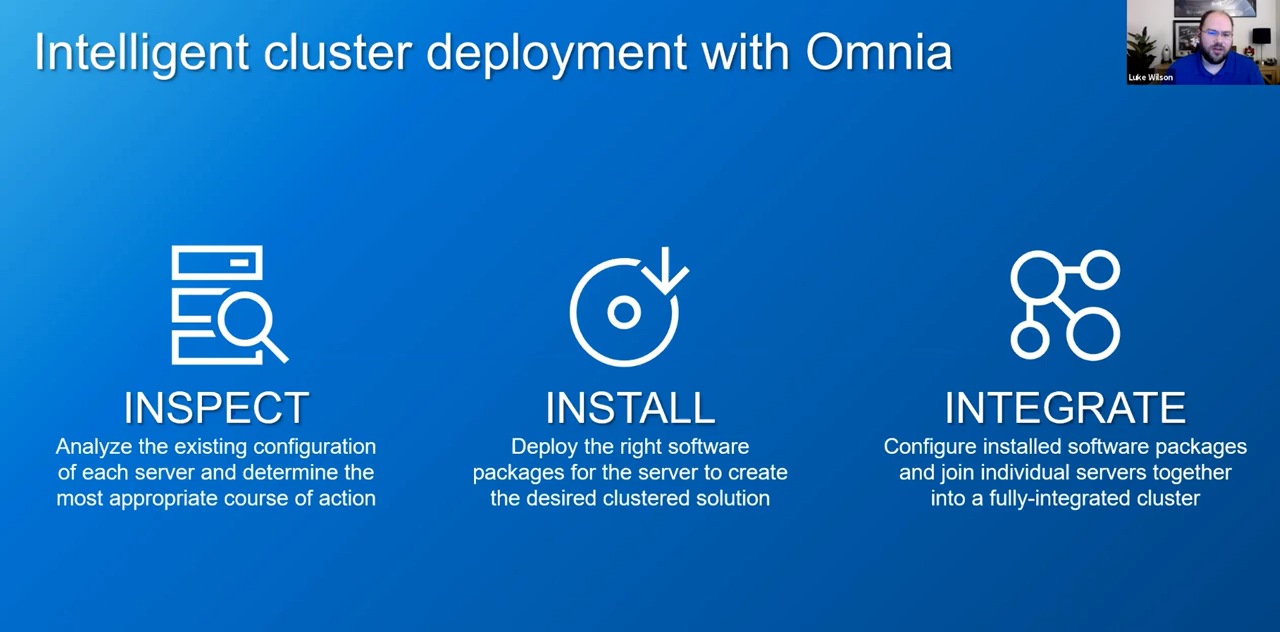 Intelligent cluster deployment with Omnia
Luke Wilson
INSPECT
Analyze the existing configuration
of each server and determine the
most appropriate course of action
INSTALL
Deploy the right software
packages for the server to create
the desired clustered solution
INTEGRATE
Configure installed software packages
and join individual servers together
into a fully-integrated cluster